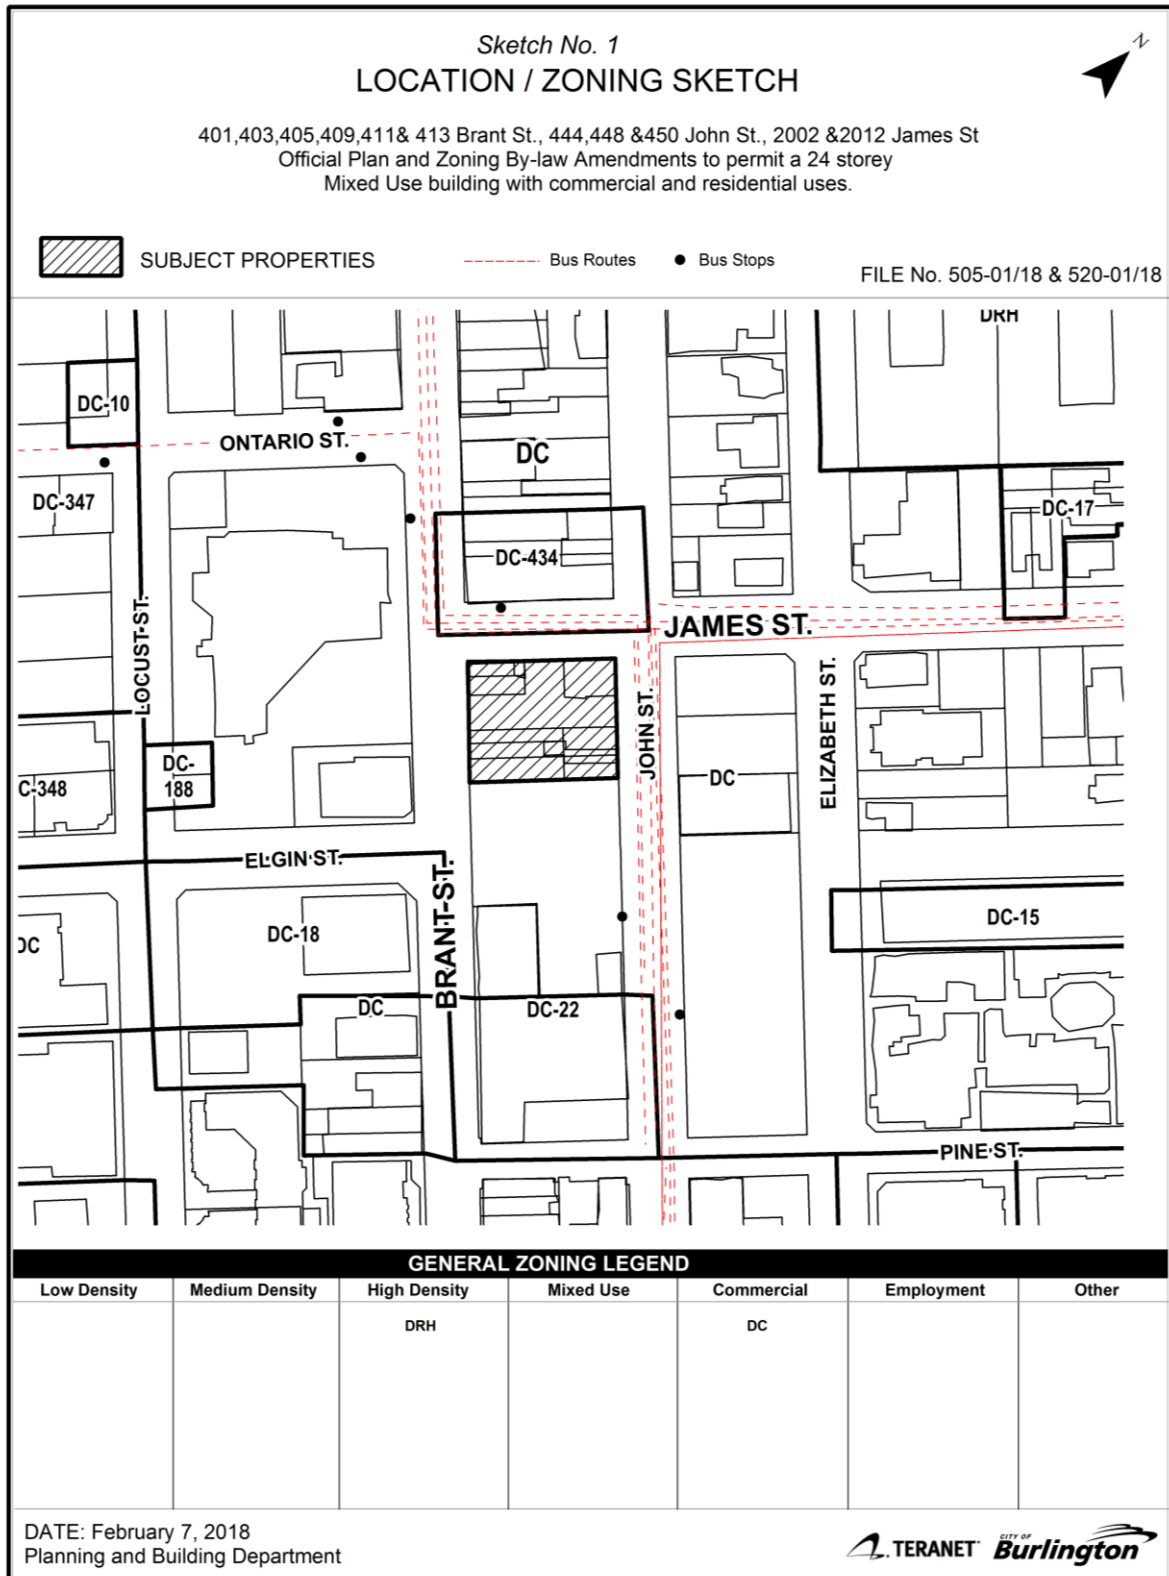 Sketch No. 1
N
LOCATION / ZONING SKETCH
401,403,405,409,411& 413 Brant St., 444,448 &450 John St., 2002 &2012 James St
Official Plan and Zoning By-law Amendments to permit a 24 storey
Mixed Use building with commercial and residential uses.
SUBJECT PROPERTIES
Bus Routes
Bus Stops
FILE No. 505-01/18 & 520-01/18
DRH
DC-10
ONTARIO ST.
DC
DC-347
DC-17
DC-434
LOCUST ST.
JAMES ST.
JOHN ST.
ELIZABETH ST.
DC-
188
DC
C-348
ELGIN ST.
BRANT ST.
DC-15
DC-18
DC
DC
DC-22
PINE ST.
GENERAL ZONING LEGEND
Low Density
Medium Density
High Density
Mixed Use
Commercial
Employment
Other
DRH
DC
DATE: February 7, 2018
Planning and Building Department
TERANET
CITY OF
Burlington